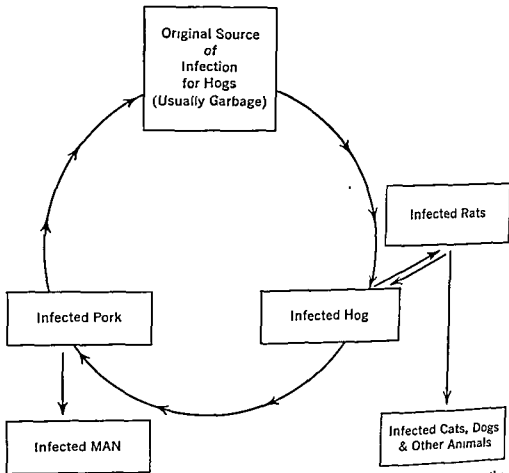 Original Source
of
Infection
for Hogs
(Usually Garbage)
Infected Rats
Infected Pork
Infected Hog
Infected MAN
Infected Cats, Dogs
& Other Animals